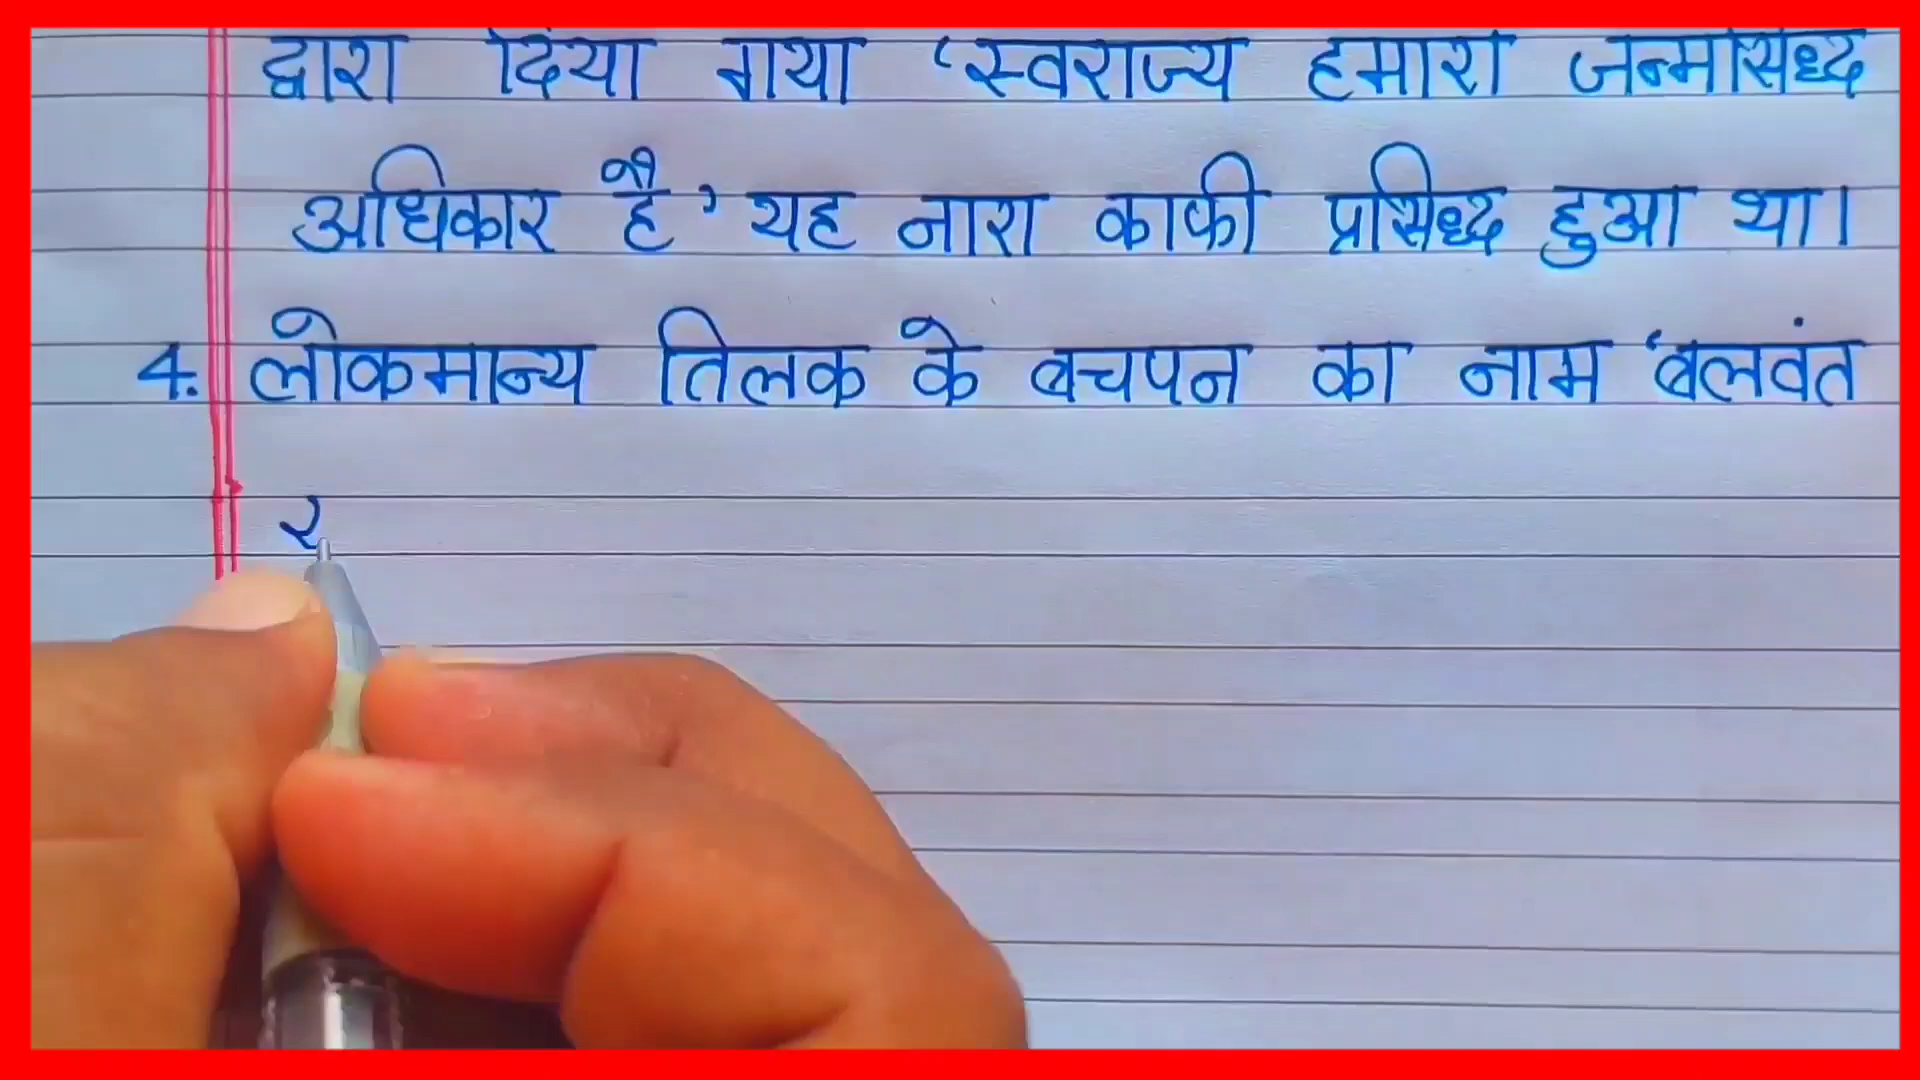 द्वारा दिया गया ‘स्वराज्य हमारा जन्मसिध्द
अधिकार है’ यह नारा काफी प्रसिध्द हुआ था।
4. लोकमान्य तिलक के बचपन का नाम ‘बलवंत
र